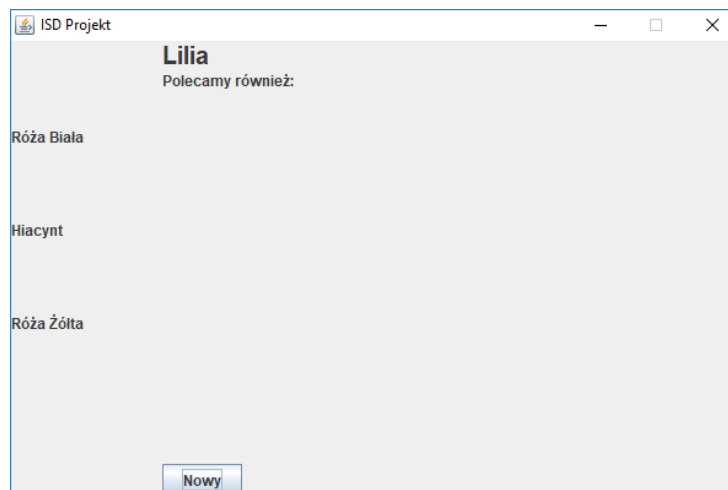 ISD Projekt
Lilia
Polecamy również:
Róża Biała
Hiacynt
Róża Żółta
Nowy